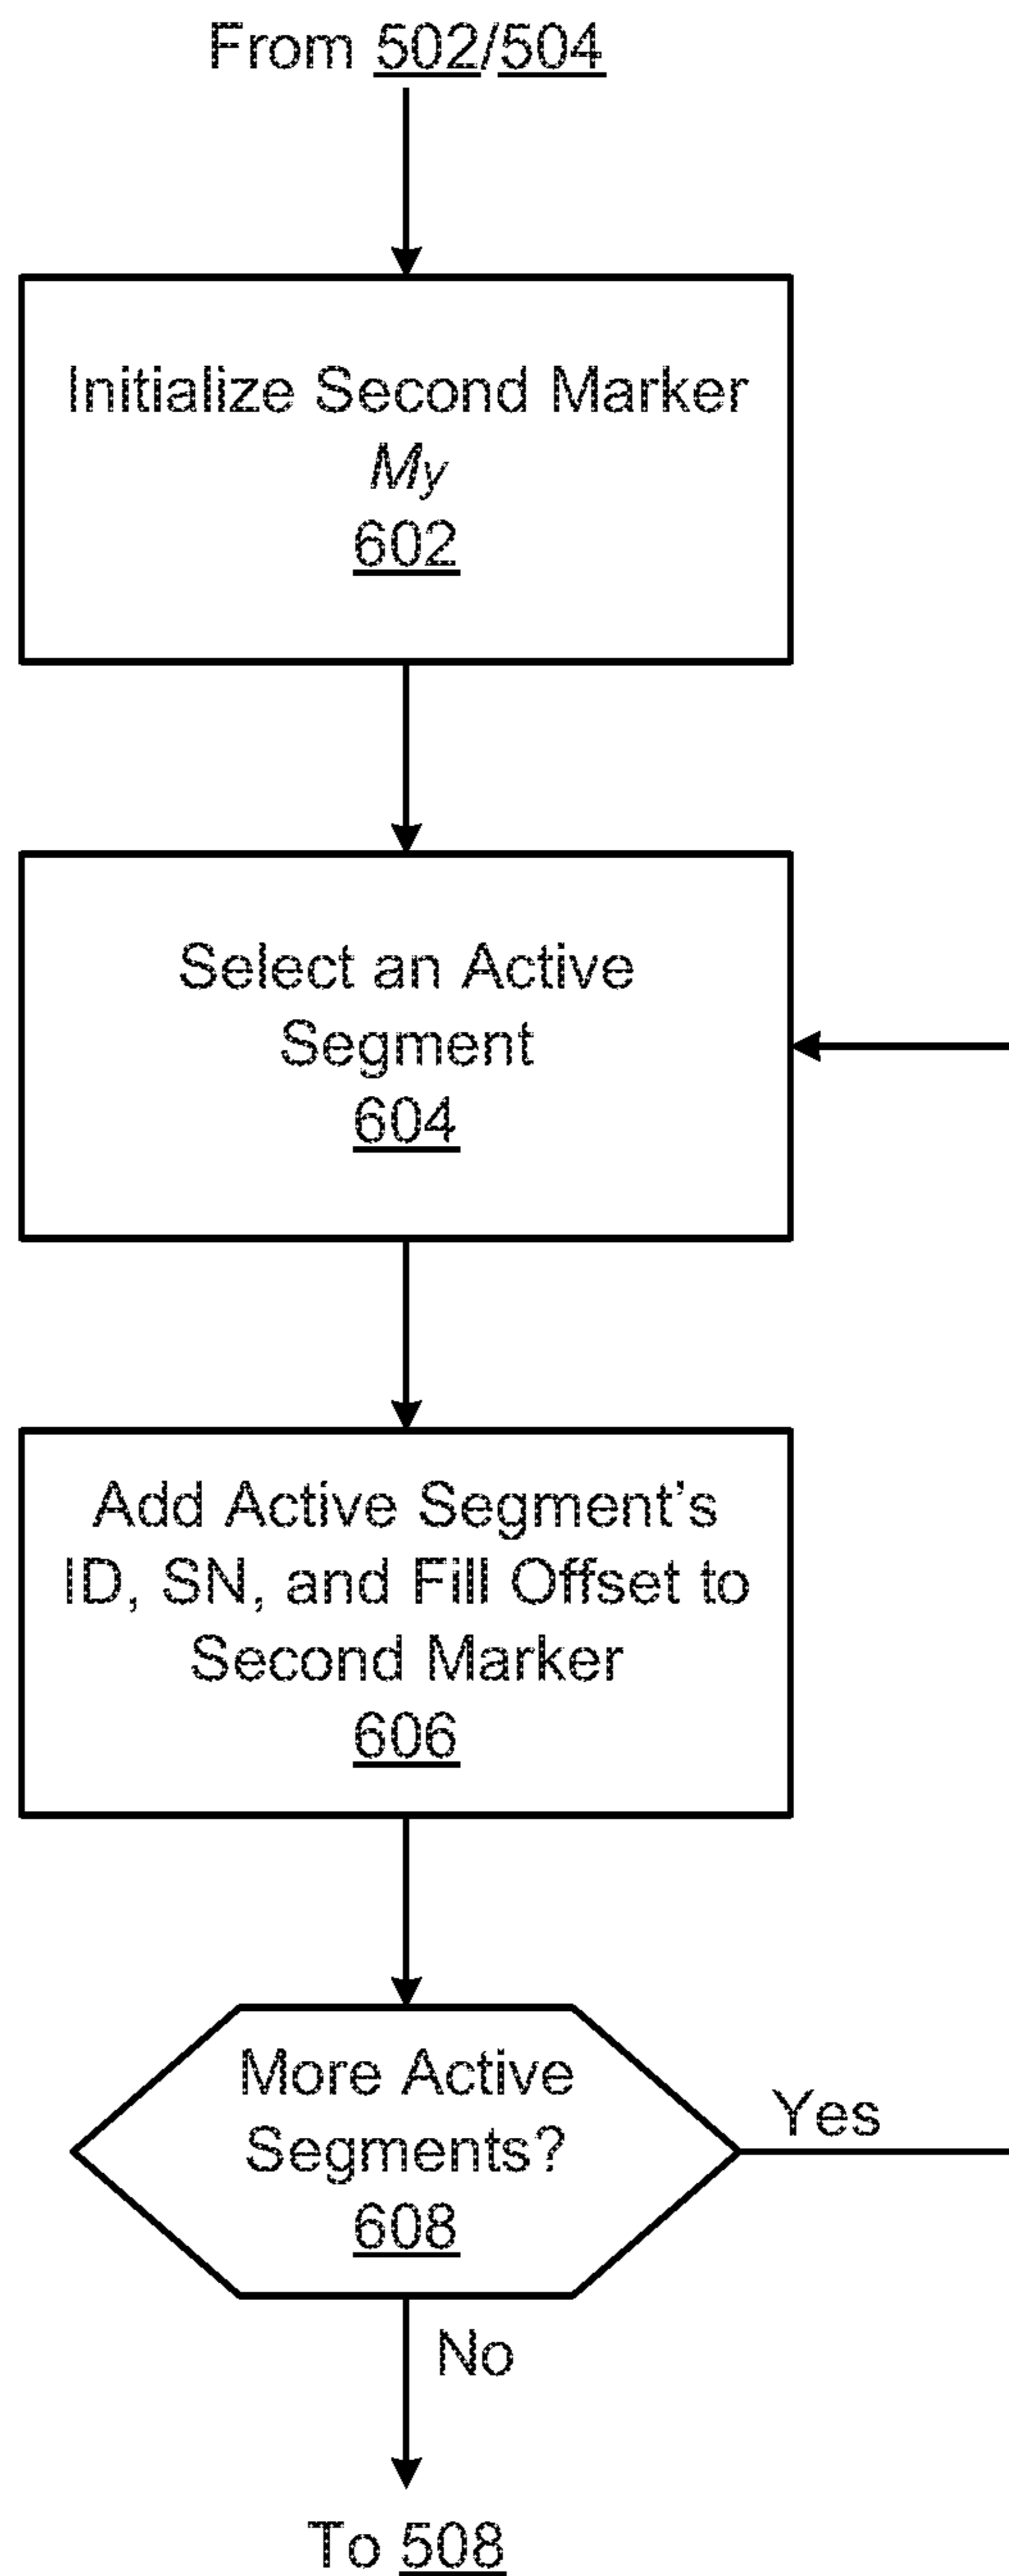 From 502/504
Initialize Second Marker
My
602
Select an Active
Segment
604
Add Active Segment’s
ID, SN, and Fill Offset to
Second Marker
606
More Active
Segments?
608
Yes
No
To 508